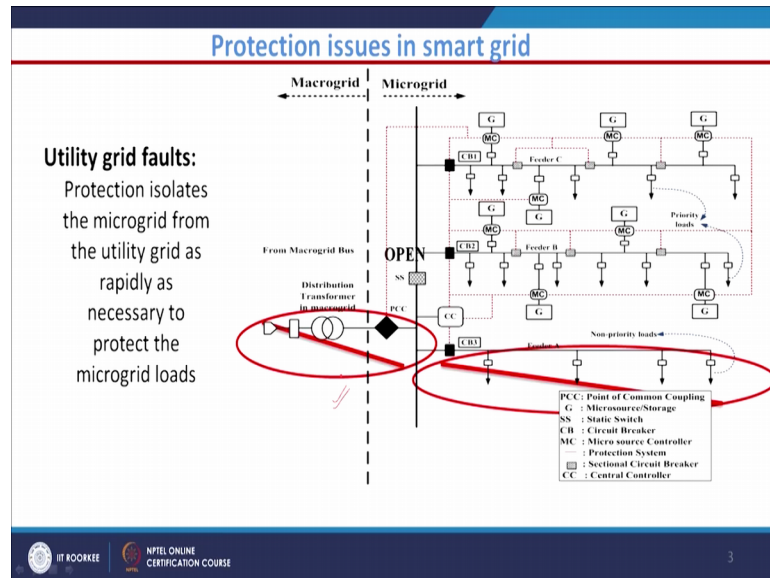 Protection issues in smart grid
Macrogrid
Microgrid
Utility grid faults:
Protection isolates
the microgrid from
the utility grid as
rapidly as
necessary to
protect the
microgrid loads
G
G
G
MC
MC
MC
CB1
Feeder C
MC
G
G
G
MC
MC
Priority
loads
From Macrogrid Bus
OPEN
CB2
Feeder B
SS
Distribution
Transformer
in macrogrid
PCC
MC
MC
CC
G
G
CB3
Feeder A
Non-priority loads
PCC: Point of Common Coupling
G : Microsource/Storage
SS : Static Switch
CB : Circuit Breaker
MC : Micro source Controller
: Protection System
: Sectional Circuit Breaker
CC : Central Controller
IIT ROORKEE
NPTEL ONLINE
CERTIFICATION COURSE
3